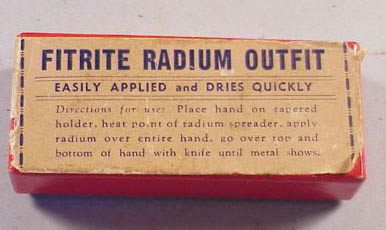 FITRITE RADIUM OUTFIT
EASILY APPLIED and DRIES QUICKLY
Directions for use: Place hand on tapered
holder, heat point of radium spreader, apply
radium over entire hand, go over top and
bottom of hand with knife until metal shows.